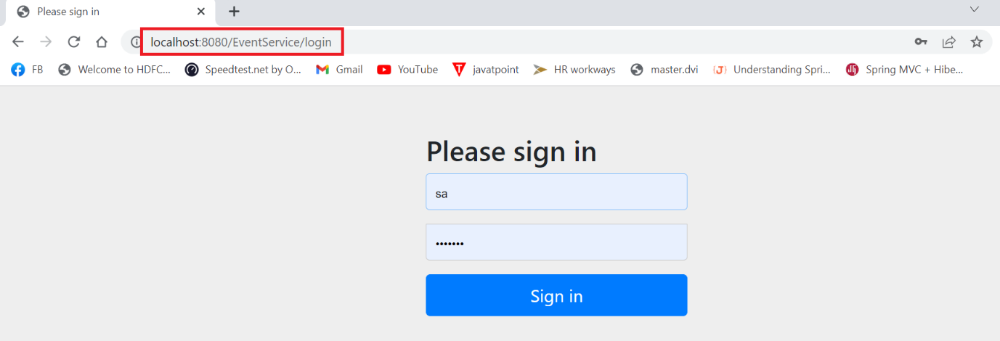 Please sign in
localhost:8080/EventService/login
FB Welcome to HDFC... Speedtest.net by O... Gmail YouTube javatpoint HR workways master.dvi Understanding Spri... Spring MVC + Hibe...
Please sign in
sa
•••••••
Sign in